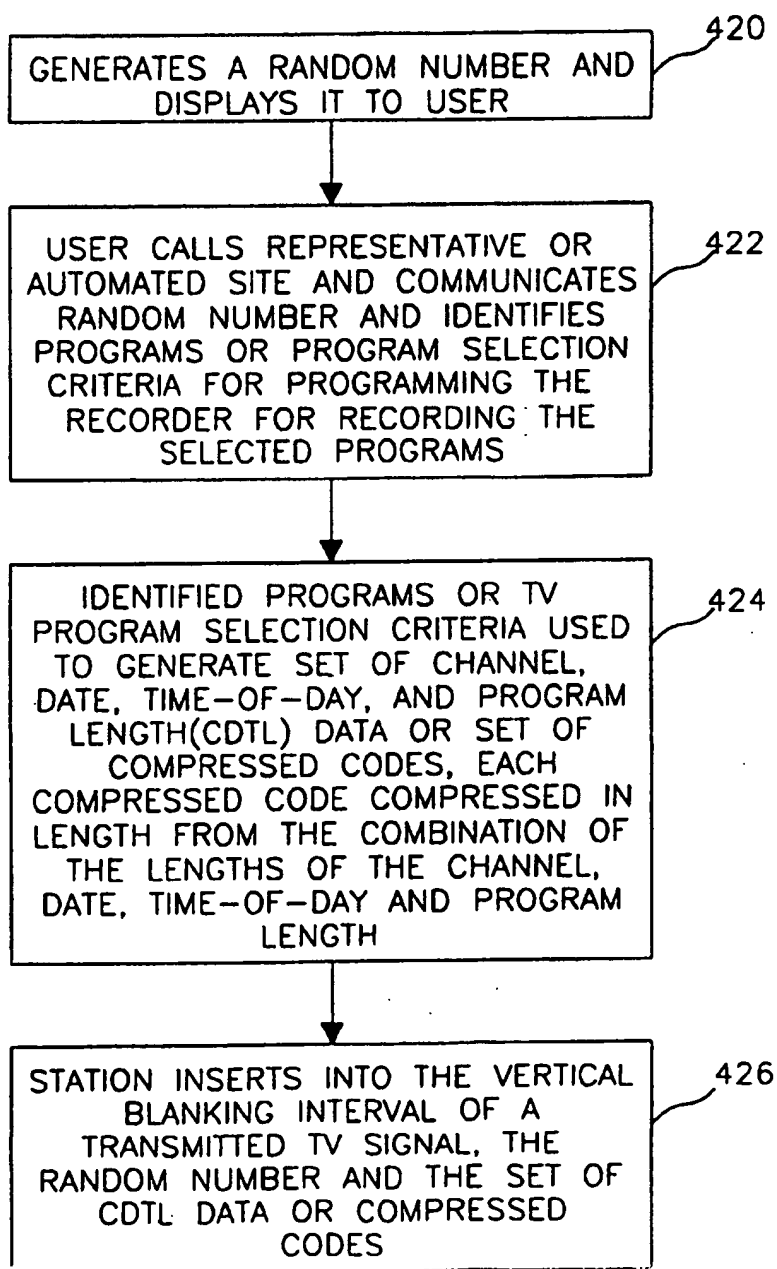 420
GENERATES A RANDOM NUMBER AND
DISPLAYS IT TO USER
422
USER CALLS REPRESENTATIVE OR
AUTOMATED SITE AND COMMUNICATES
RANDOM NUMBER AND IDENTIFIES
PROGRAMS OR PROGRAM SELECTION
CRITERIA FOR PROGRAMMING THE
RECORDER FOR RECORDING THE
SELECTED PROGRAMS
424
IDENTIFIED PROGRAMS OR TV
PROGRAM SELECTION CRITERIA USED
TO GENERATE SET OF CHANNEL,
DATE, TIME-OF-DAY, AND PROGRAM
LENGTH(CDTL) DATA OR SET OF
COMPRESSED CODES, EACH
COMPRESSED CODE COMPRESSED IN
LENGTH FROM THE COMBINATION OF
THE LENGTHS OF THE CHANNEL,
DATE, TIME-OF-DAY AND PROGRAM
LENGTH
426
STATION INSERTS INTO THE VERTICAL
BLANKING INTERVAL OF A
TRANSMITTED TV SIGNAL, THE
RANDOM NUMBER AND THE SET OF
CDTL DATA OR COMPRESSED
CODES